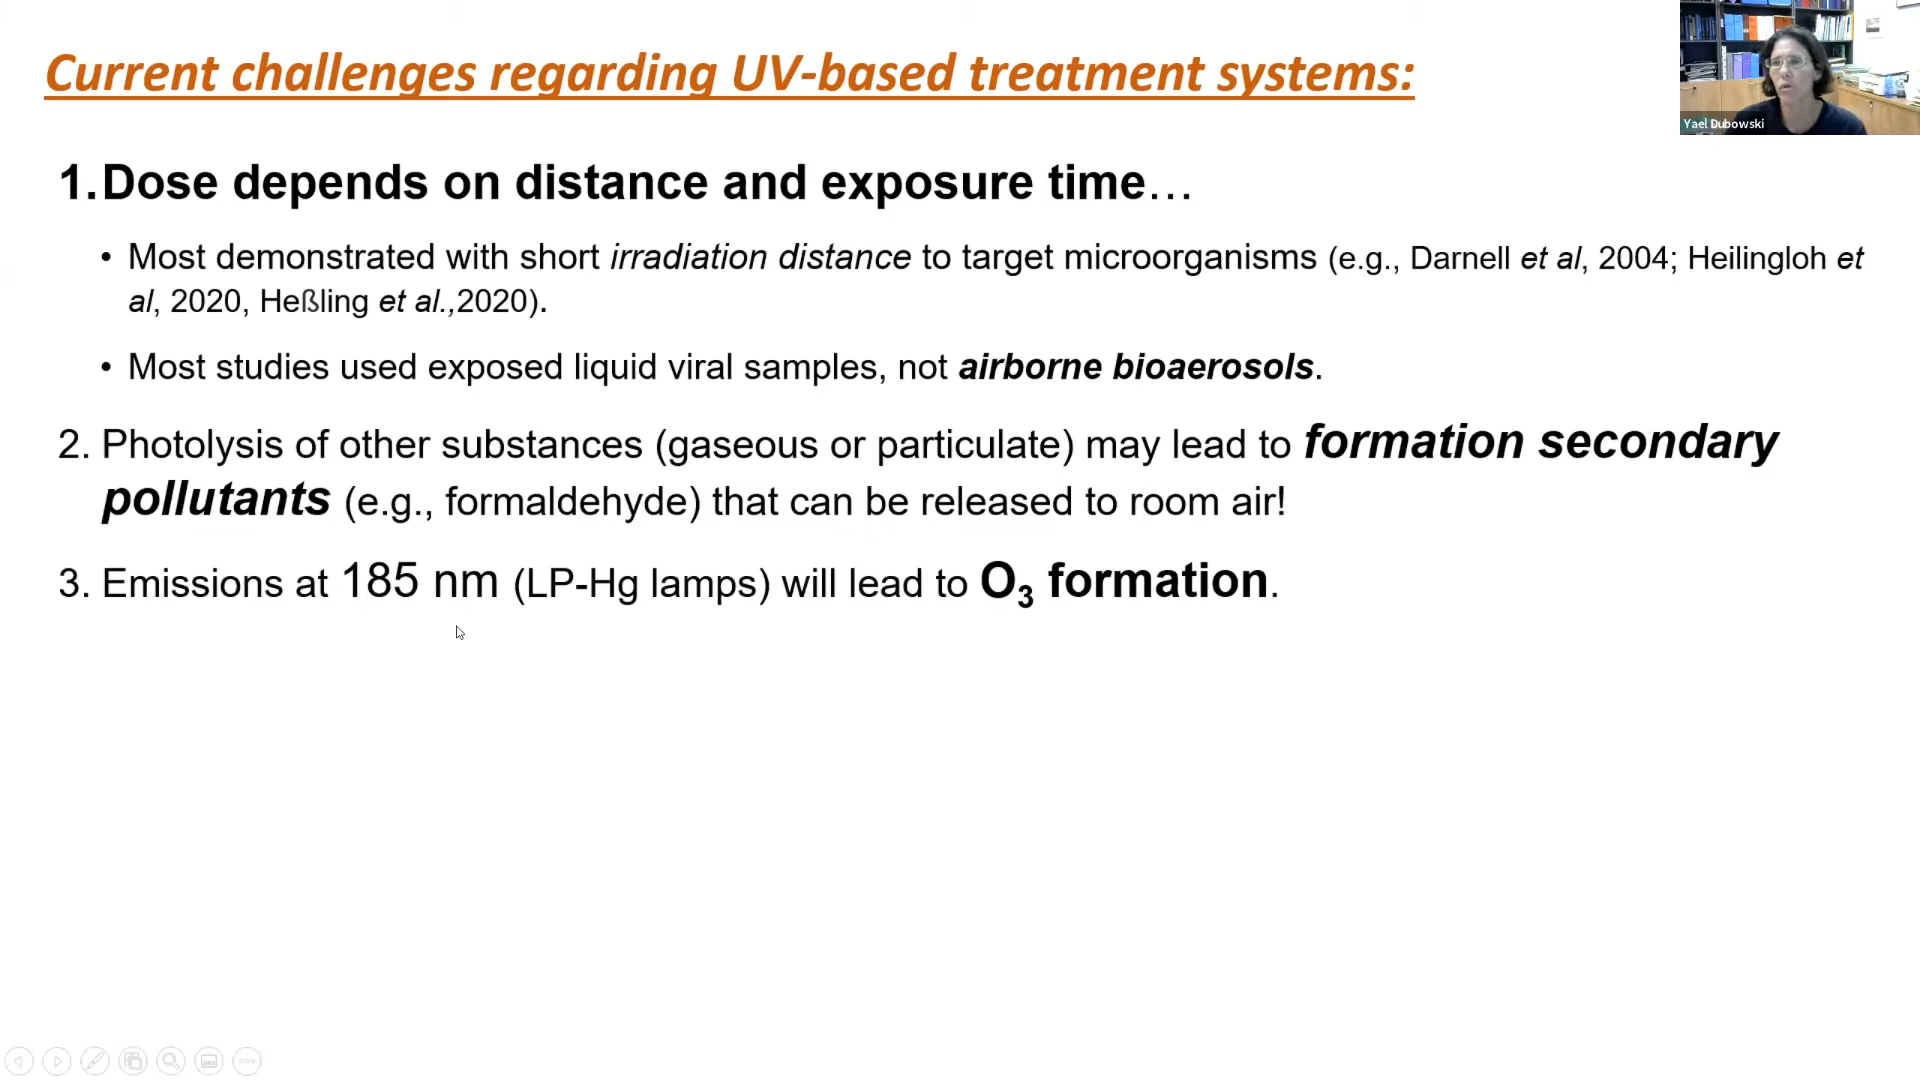 Current challenges regarding UV-based treatment systems:
Yael Dubowski
1. Dose depends on distance and exposure time…
• Most demonstrated with short irradiation distance to target microorganisms (e.g., Darnell et al, 2004; Heilingloh et
al, 2020, Heßling et al.,2020).
• Most studies used exposed liquid viral samples, not airborne bioaerosols.
2. Photolysis of other substances (gaseous or particulate) may lead to formation secondary
pollutants (e.g., formaldehyde) that can be released to room air!
3. Emissions at 185 nm (LP-Hg lamps) will lead to O₃ formation.